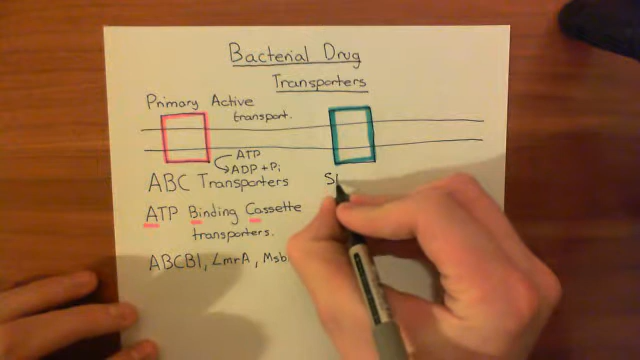 Bacterial Drug
Transporters
Primary Active
transport.
ATP
ADP + Pi
ABC Transporters
ATP Binding Cassette
transporters.
ABCB1, LmrA, Msb